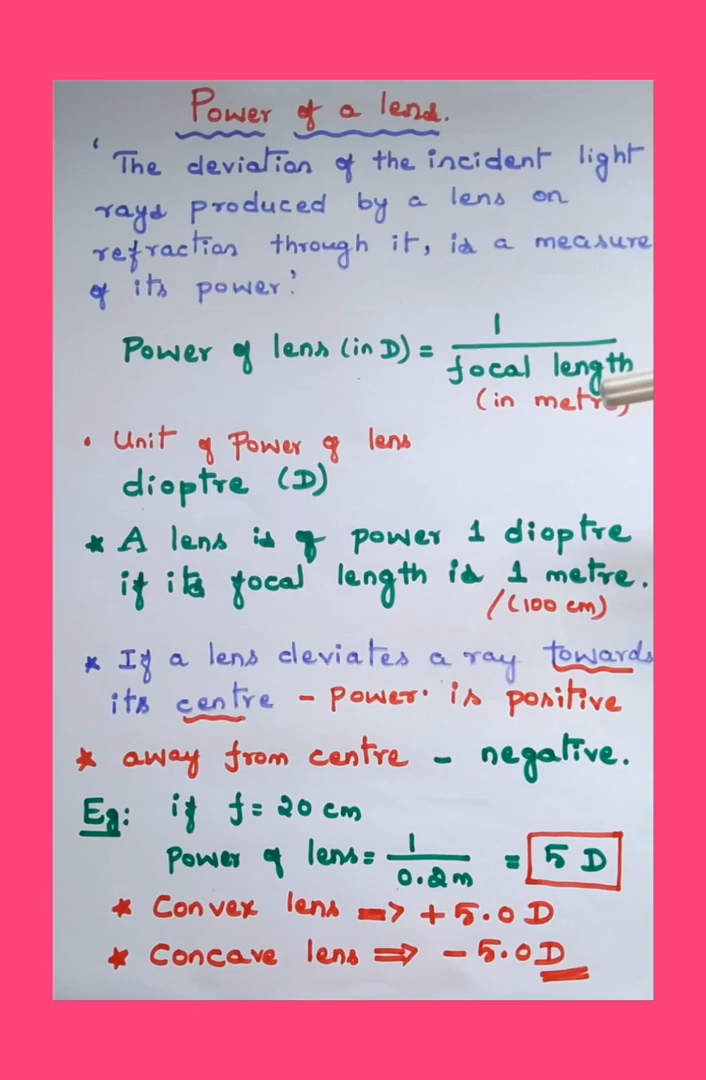 Power of a lens.
' The deviation of the incident light
rays produced by a lens on
refraction through it, is a measure
of its power.'
Power of lens (in D) = 1 / focal length
(in metre)
• Unit of Power of lens
dioptre (D)
* A lens is of power 1 dioptre
if its focal length is 1 metre.
/(100 cm)
* If a lens deviates a ray towards
its centre - power is positive
* away from centre - negative.
Eg: if f = 20 cm
Power of lens = 1 / 0.2m = 5 D
* Convex lens => + 5.0 D
* Concave lens => - 5.0 D